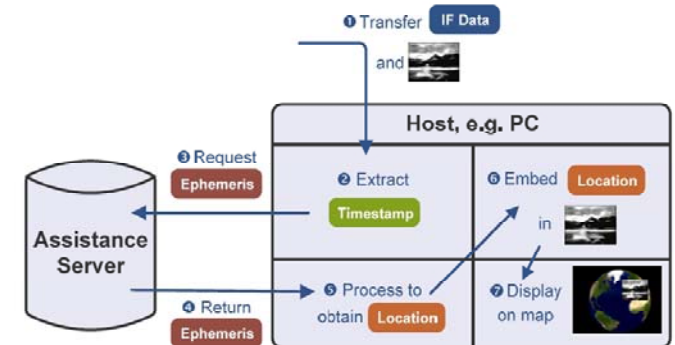 ❶ Transfer IF Data
and
Host, e.g. PC
❸ Request
Ephemeris
❷ Extract
Timestamp
❻ Embed Location
in
Assistance
Server
❹ Return
Ephemeris
❺ Process to
obtain Location
❼ Display
on map